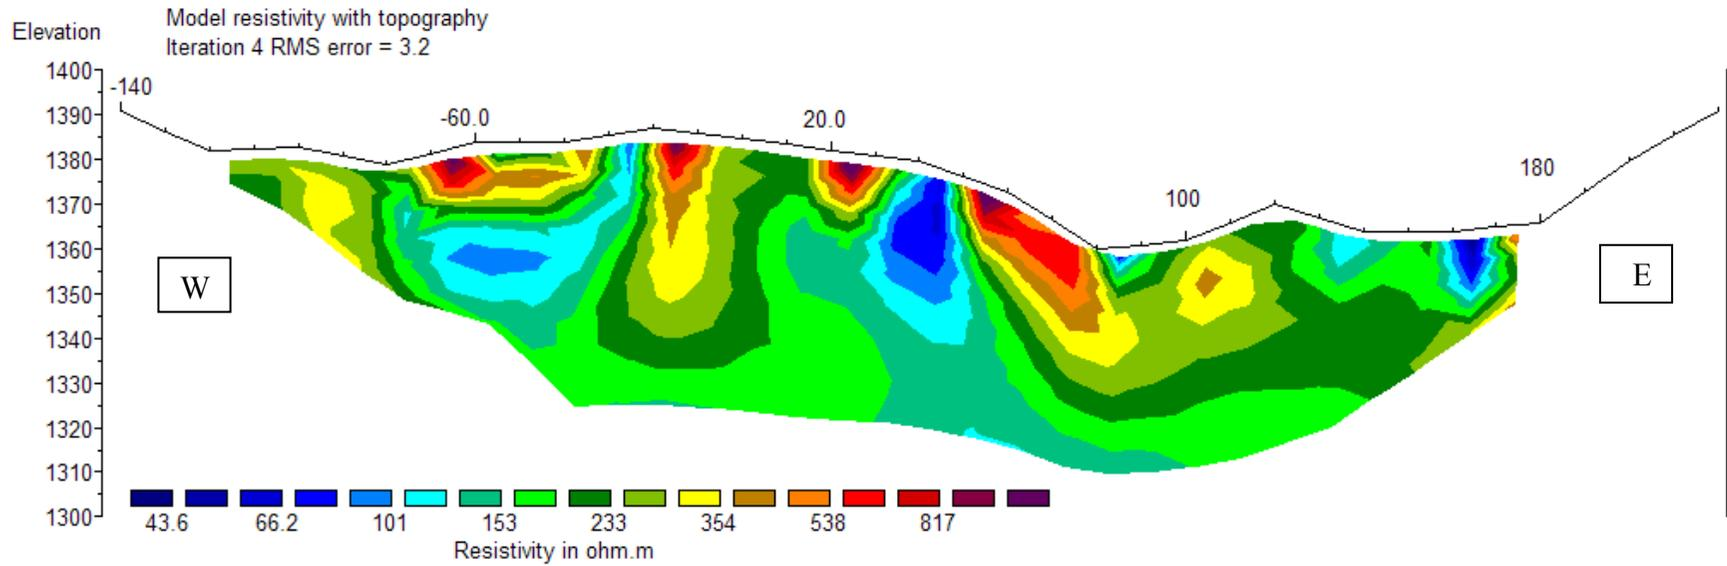 Model resistivity with topography
Elevation
Iteration 4 RMS error = 3.2
1400
-140
1390
-60.0
20.0
1380
180
1370
100
1360
W
E
1350
1340
1330
1320
1310
1300
43.6 66.2 101 153 233 354 538 817
Resistivity in ohm.m